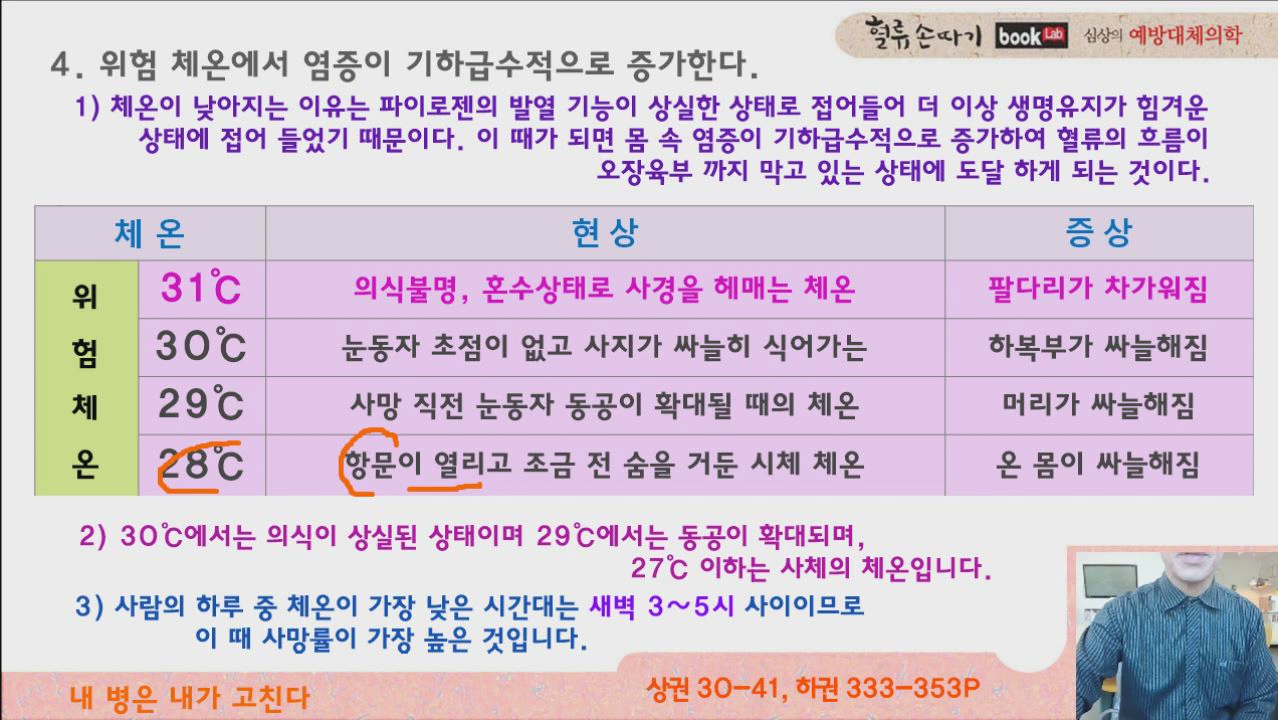 혈류 손따기 book Lab 심상의 예방대체의학
4. 위험 체온에서 염증이 기하급수적으로 증가한다.
1) 체온이 낮아지는 이유는 파이로젠의 발열 기능이 상실한 상태로 접어들어 더 이상 생명유지가 힘겨운
상태에 접어 들었기 때문이다. 이 때가 되면 몸 속 염증이 기하급수적으로 증가하여 혈류의 흐름이
오장육부 까지 막고 있는 상태에 도달 하게 되는 것이다.
체 온 현 상 증 상
위 험 체 온
31℃ 의식불명, 혼수상태로 사경을 헤매는 체온 팔다리가 차가워짐
30℃ 눈동자 초점이 없고 사지가 싸늘히 식어가는 하복부가 싸늘해짐
29℃ 사망 직전 눈동자 동공이 확대될 때의 체온 머리가 싸늘해짐
28℃ 항문이 열리고 조금 전 숨을 거둔 시체 체온 온 몸이 싸늘해짐
2) 30℃에서는 의식이 상실된 상태이며 29℃에서는 동공이 확대되며,
27℃ 이하는 사체의 체온입니다.
3) 사람의 하루 중 체온이 가장 낮은 시간대는 새벽 3~5시 사이이므로
이 때 사망률이 가장 높은 것입니다.
내 병은 내가 고친다
상권 30-41, 하권 333-353P